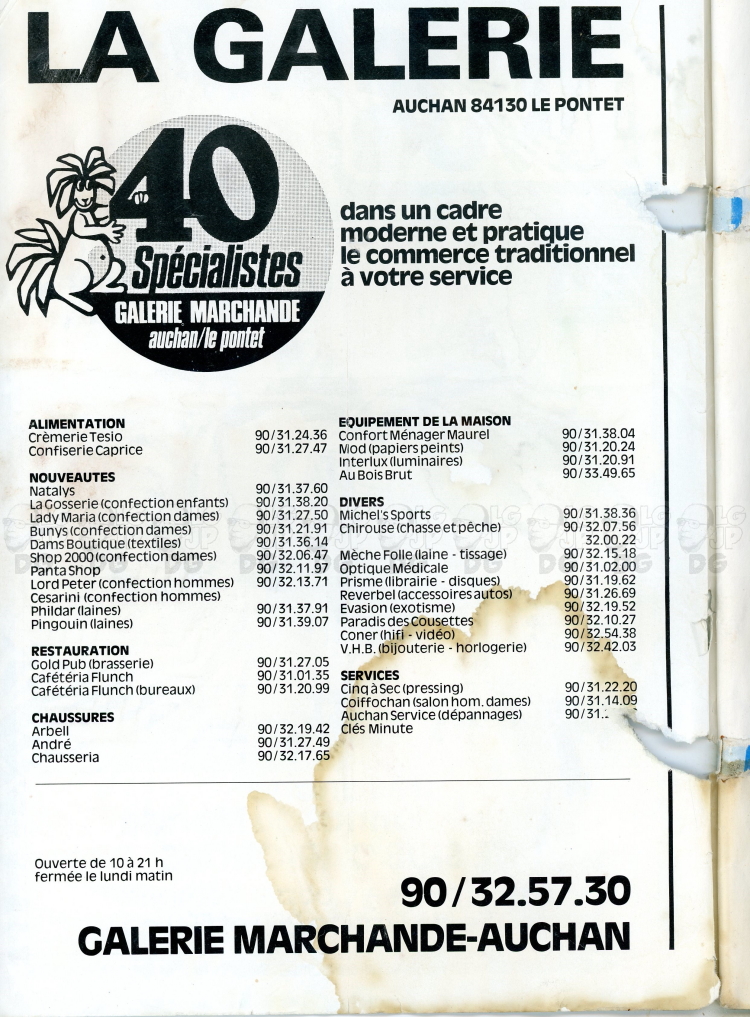 LA GALERIE
AUCHAN 84130 LE PONTET
40
Spécialistes
GALERIE MARCHANDE
auchan/le pontet
dans un cadre
moderne et pratique
le commerce traditionnel
à votre service
ALIMENTATION
Crèmerie Tesio 90/31.24.36
Confiserie Caprice 90/31.27.47
NOUVEAUTES
Natalys 90/31.37.60
La Gosserie (confection enfants) 90/31.38.20
Lady Maria (confection dames) 90/31.27.50
Bunys (confection dames) 90/31.21.91
Dams Boutique (textiles) 90/31.36.14
Shop 2000 (confection dames) 90/32.06.47
Panta Shop 90/32.11.97
Lord Peter (confection hommes) 90/32.13.71
Cesarini (confection hommes)
Phildar (laines) 90/31.37.91
Pingouin (laines) 90/31.39.07
RESTAURATION
Gold Pub (brasserie) 90/31.27.05
Cafétéria Flunch 90/31.01.35
Cafétéria Flunch (bureaux) 90/31.20.99
CHAUSSURES
Arbell 90/32.19.42
André 90/31.27.49
Chausseria 90/32.17.65
EQUIPEMENT DE LA MAISON
Confort Ménager Maurel 90/31.38.04
Mod (papiers peints) 90/31.20.24
Interlux (luminaires) 90/31.20.91
Au Bois Brut 90/33.49.65
DIVERS
Michel's Sports 90/31.38.36
Chirouse (chasse et pêche) 90/32.07.56
32.00.22
Mèche Folle (laine - tissage) 90/32.15.18
Optique Médicale 90/31.02.00
Prisme (librairie - disques) 90/31.19.62
Reverbel (accessoires autos) 90/31.26.69
Evasion (exotisme) 90/32.19.52
Paradis des Cousettes 90/32.10.27
Coner (hifi - vidéo) 90/32.54.38
V.H.B. (bijouterie - horlogerie) 90/32.42.03
SERVICES
Cinq à Sec (pressing) 90/31.22.20
Coiffochan (salon hom. dames) 90/31.14.09
Auchan Service (dépannages) 90/31.
Clés Minute
Ouverte de 10 à 21 h
fermée le lundi matin
90/32.57.30
GALERIE MARCHANDE-AUCHAN